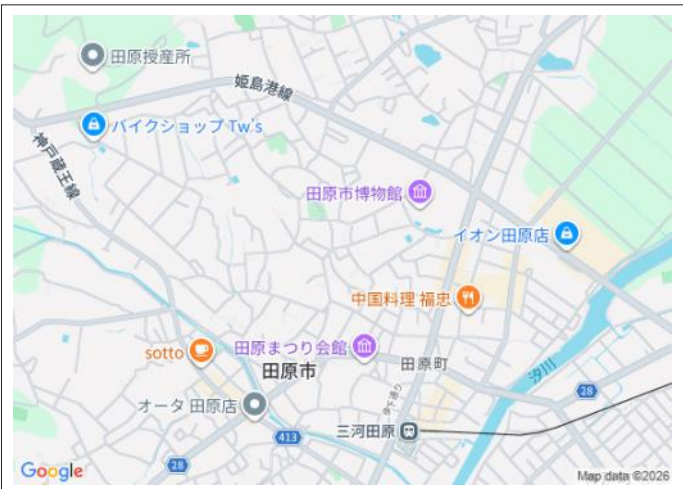 田原授産所
姫島港線
バイクショップ Tw's
神戸蔵王線
田原市博物館
イオン田原店
中国料理 福忠
sotto
田原まつり会館
田原町
田原市
汐川
28
オータ 田原店
413
三河田原
28
Google
Map data ©2026